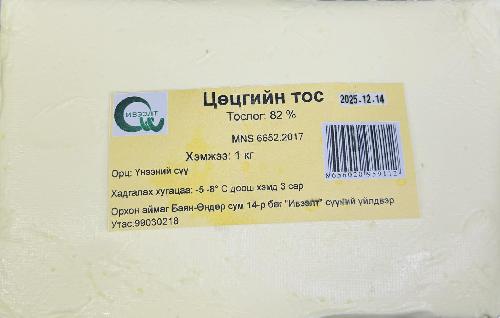 ИВЭЭЛТ
Цөцгийн тос 2025-12-14
Тослог: 82 %
MNS 6652:2017
Хэмжээ: 1 кг
Орц: Үнээний сүү
Хадгалах хугацаа: -5 -8° С доош хэмд 3 сар
Орхон аймаг Баян-Өндөр сум 14-р баг "Ивээлт" сүүний үйлдвэр
Утас:99030218